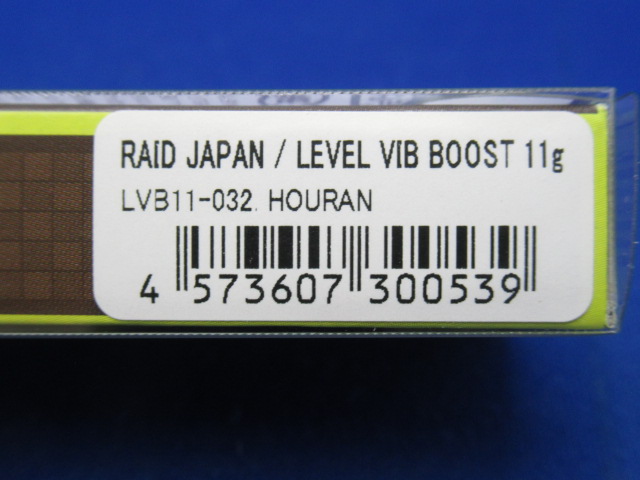 RAID JAPAN / LEVEL VIB BOOST 11g
LVB11-032. HOURAN
4 573607 300539